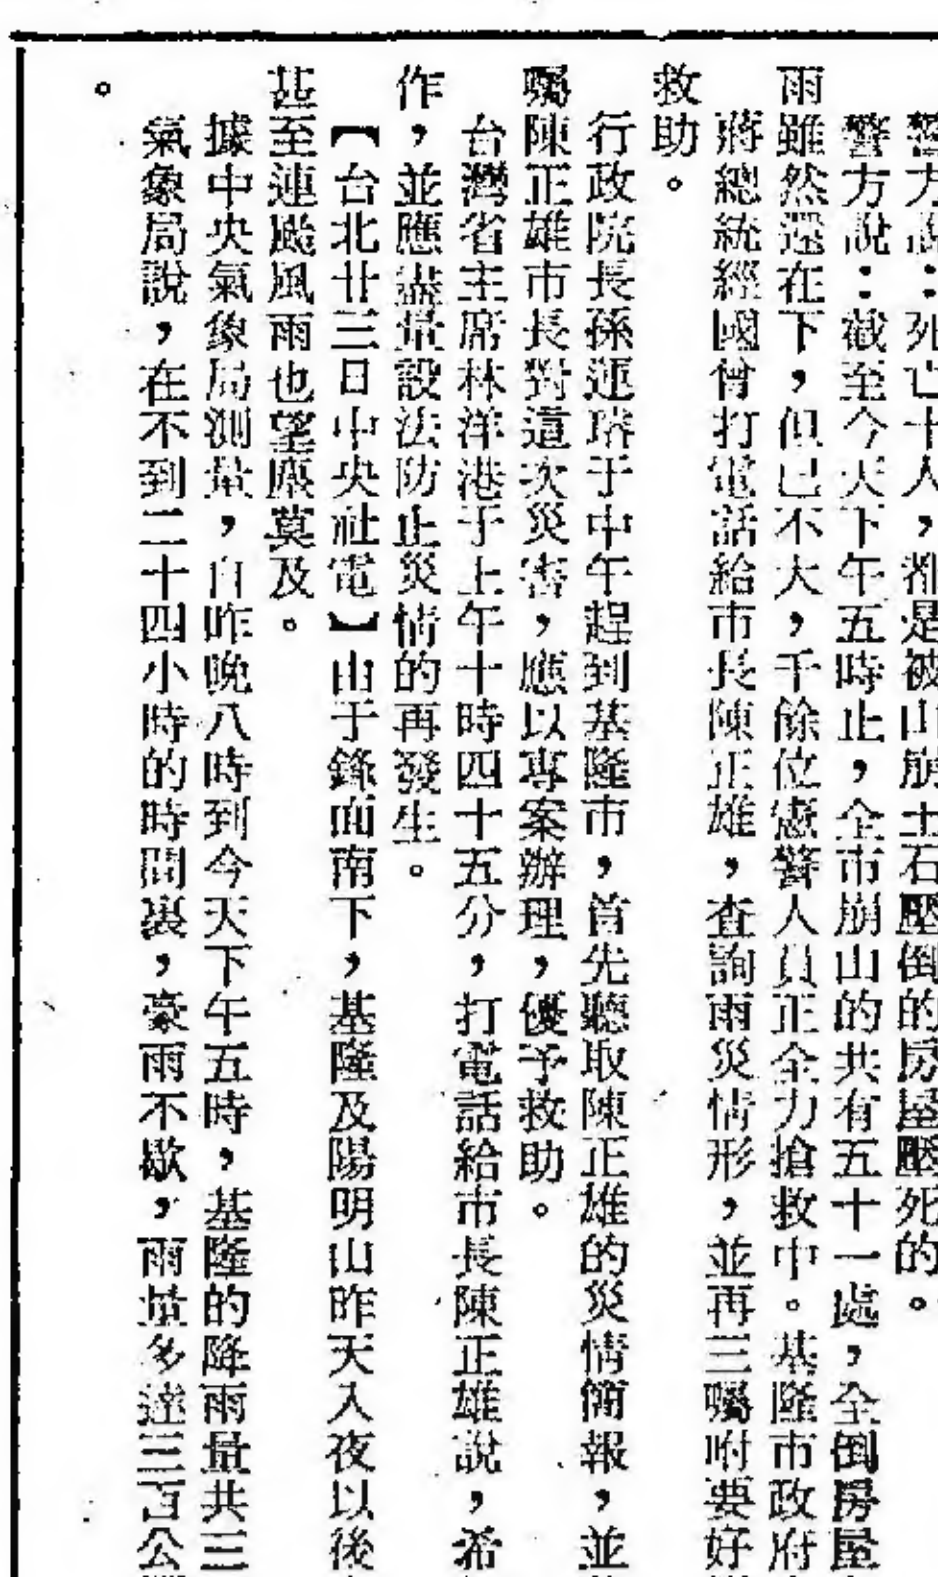 警方說：死亡十人，都是被山崩土石壓倒的房屋壓死的。
警方說：截至今天下午五時止，全市崩山的共有五十一處，全倒房屋
雨雖然還在下，但已不大，千餘位憲警人員正全力搶救中。基隆市政府
蔣總統經國曾打電話給市長陳正雄，查詢雨災情形，並再三囑咐要好
救助。
行政院長孫運璿于中午趕到基隆市，首先聽取陳正雄的災情簡報，並
囑陳正雄市長對這次災害，應以專案辦理，優予救助。
台灣省主席林洋港于上午十時四十五分，打電話給市長陳正雄說，希
作，並應盡量設法防止災情的再發生。
【台北廿三日中央社電】由于鋒面南下，基隆及陽明山昨天入夜以後
甚至連颱風雨也望塵莫及。
據中央氣象局測量，自昨晚八時到今天下午五時，基隆的降雨量共三
氣象局說，在不到二十四小時的時間裏，豪雨不歇，雨量多達三百公
。